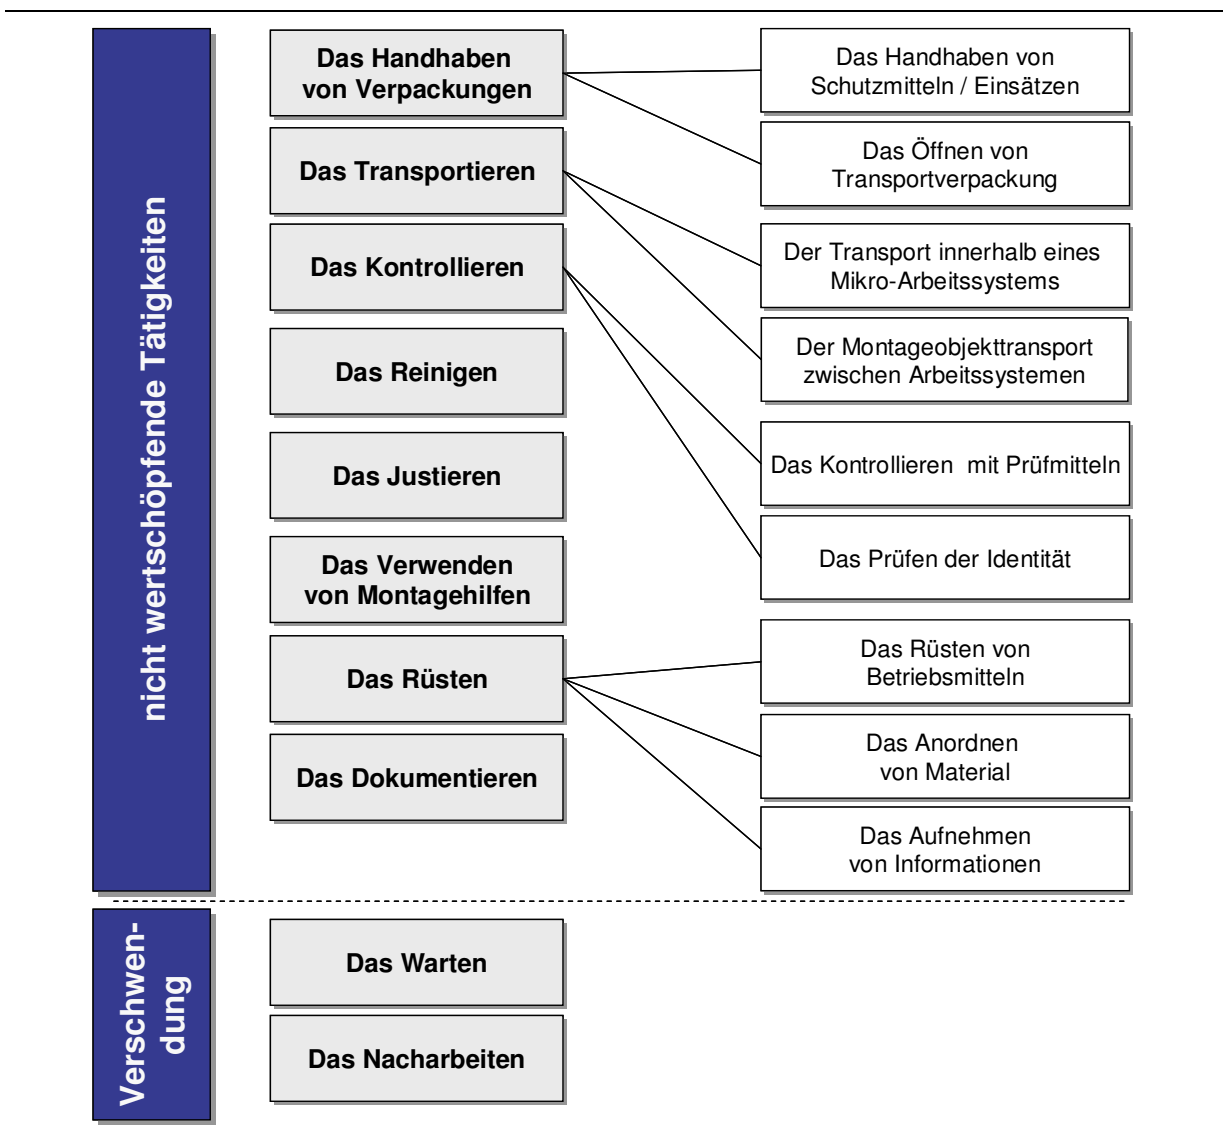 nicht wertschöpfende Tätigkeiten
Das Handhaben
von Verpackungen
Das Transportieren
Das Kontrollieren
Das Reinigen
Das Justieren
Das Verwenden
von Montagehilfen
Das Rüsten
Das Dokumentieren
Das Handhaben von
Schutzmitteln / Einsätzen
Das Öffnen von
Transportverpackung
Der Transport innerhalb eines
Mikro-Arbeitssystems
Der Montageobjekttransport
zwischen Arbeitssystemen
Das Kontrollieren mit Prüfmitteln
Das Prüfen der Identität
Das Rüsten von
Betriebsmitteln
Das Anordnen
von Material
Das Aufnehmen
von Informationen
Verschwen-
dung
Das Warten
Das Nacharbeiten